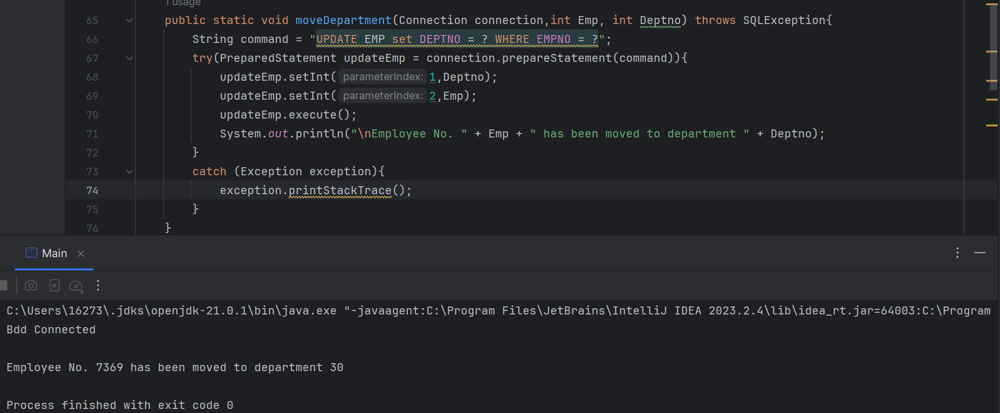 1 usage
65 public static void moveDepartment(Connection connection,int Emp, int Deptno) throws SQLException{
66 String command = "UPDATE EMP set DEPTNO = ? WHERE EMPNO = ?";
67 try(PreparedStatement updateEmp = connection.prepareStatement(command)){
68 updateEmp.setInt( parameterIndex: 1,Deptno);
69 updateEmp.setInt( parameterIndex: 2,Emp);
70 updateEmp.execute();
71 System.out.println("\nEmployee No. " + Emp + " has been moved to department " + Deptno);
72 }
73 catch (Exception exception){
74 exception.printStackTrace();
75 }
76 }
Main
C:\Users\16273\.jdks\openjdk-21.0.1\bin\java.exe "-javaagent:C:\Program Files\JetBrains\IntelliJ IDEA 2023.2.4\lib\idea_rt.jar=64003:C:\Program
Bdd Connected
Employee No. 7369 has been moved to department 30
Process finished with exit code 0